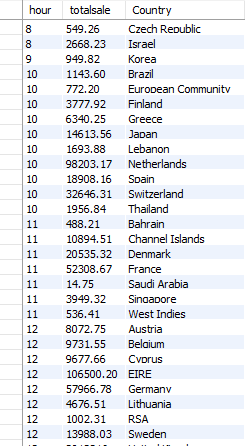 hour totalsale Country
8 549.26 Czech Republic
8 2668.23 Israel
9 949.82 Korea
10 1143.60 Brazil
10 772.20 European Community
10 3777.92 Finland
10 6340.25 Greece
10 14613.56 Japan
10 1693.88 Lebanon
10 98203.17 Netherlands
10 18908.16 Spain
10 32646.31 Switzerland
10 1956.84 Thailand
11 488.21 Bahrain
11 10894.51 Channel Islands
11 20535.32 Denmark
11 52308.67 France
11 14.75 Saudi Arabia
11 3949.32 Singapore
11 536.41 West Indies
12 8072.75 Austria
12 9731.55 Belgium
12 9677.66 Cyprus
12 106500.20 EIRE
12 57966.78 Germany
12 4676.51 Lithuania
12 1002.31 RSA
12 13988.03 Sweden